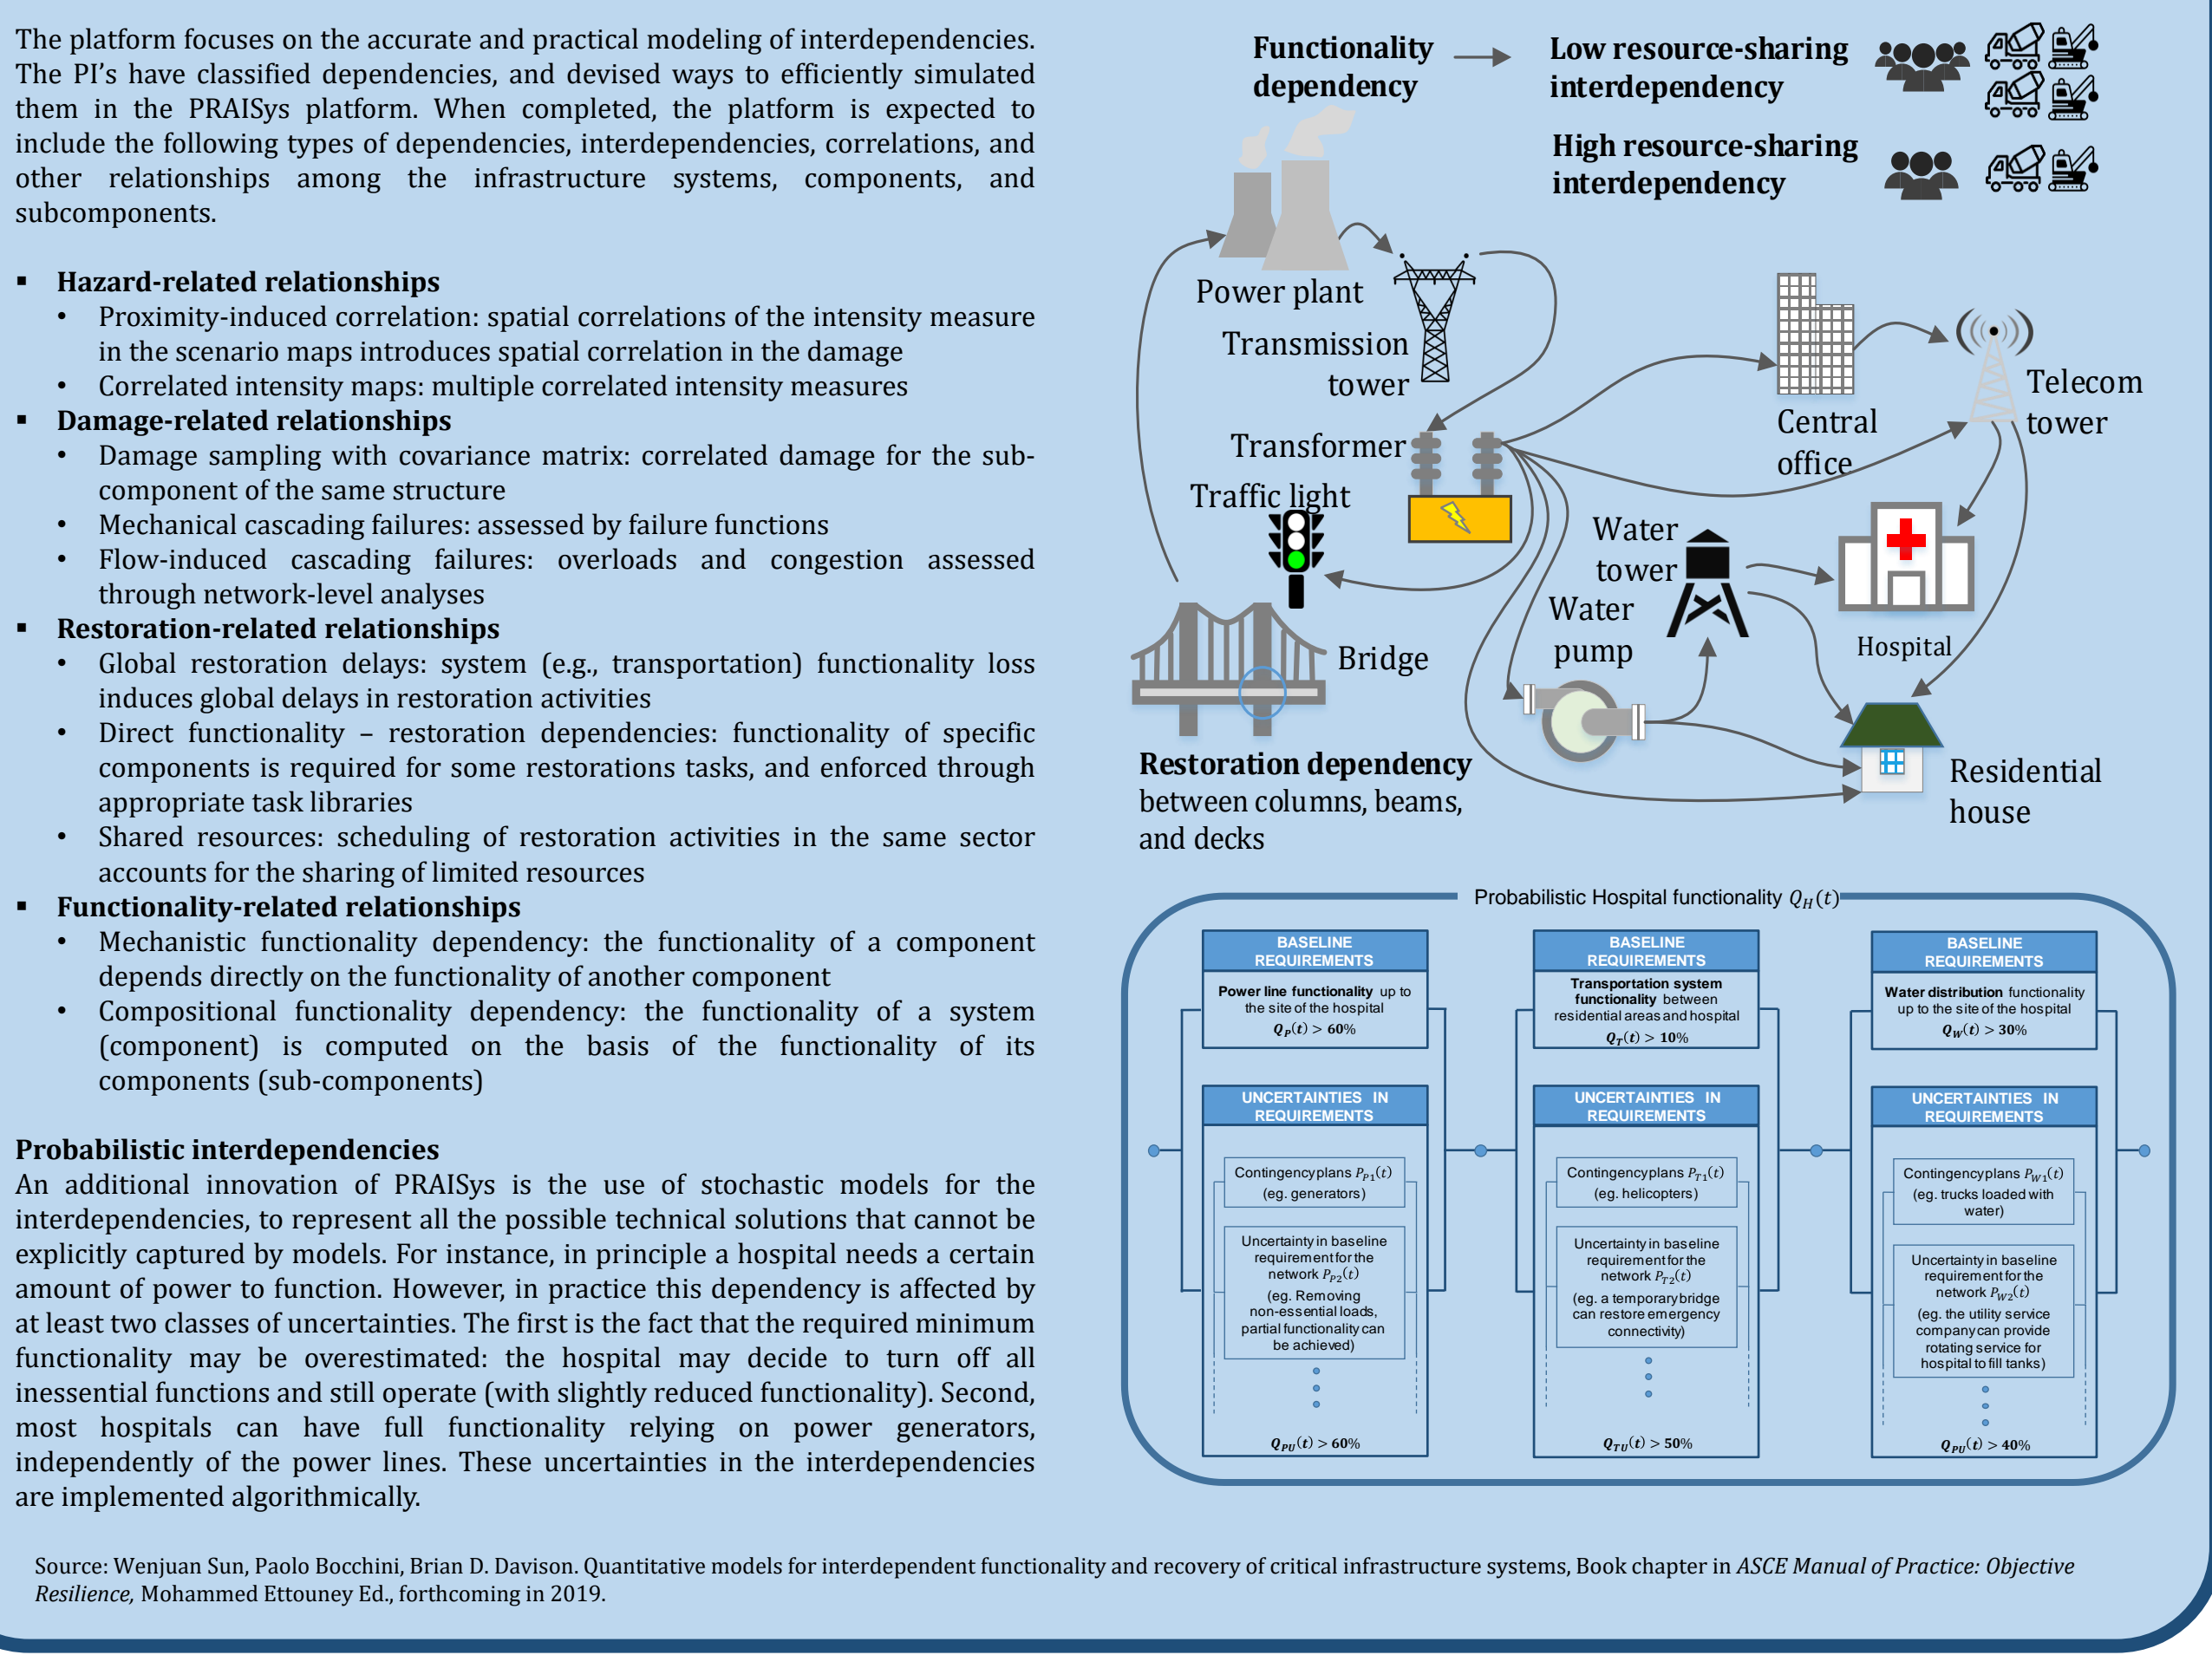 The platform focuses on the accurate and practical modeling of interdependencies.
The PI's have classified dependencies, and devised ways to efficiently simulated
them in the PRAISys platform. When completed, the platform is expected to
include the following types of dependencies, interdependencies, correlations, and
other relationships among the infrastructure systems, components, and
subcomponents.
▪ Hazard-related relationships
• Proximity-induced correlation: spatial correlations of the intensity measure
in the scenario maps introduces spatial correlation in the damage
• Correlated intensity maps: multiple correlated intensity measures
▪ Damage-related relationships
• Damage sampling with covariance matrix: correlated damage for the sub-
component of the same structure
• Mechanical cascading failures: assessed by failure functions
• Flow-induced cascading failures: overloads and congestion assessed
through network-level analyses
▪ Restoration-related relationships
• Global restoration delays: system (e.g., transportation) functionality loss
induces global delays in restoration activities
• Direct functionality – restoration dependencies: functionality of specific
components is required for some restorations tasks, and enforced through
appropriate task libraries
• Shared resources: scheduling of restoration activities in the same sector
accounts for the sharing of limited resources
▪ Functionality-related relationships
• Mechanistic functionality dependency: the functionality of a component
depends directly on the functionality of another component
• Compositional functionality dependency: the functionality of a system
(component) is computed on the basis of the functionality of its
components (sub-components)
Probabilistic interdependencies
An additional innovation of PRAISys is the use of stochastic models for the
interdependencies, to represent all the possible technical solutions that cannot be
explicitly captured by models. For instance, in principle a hospital needs a certain
amount of power to function. However, in practice this dependency is affected by
at least two classes of uncertainties. The first is the fact that the required minimum
functionality may be overestimated: the hospital may decide to turn off all
inessential functions and still operate (with slightly reduced functionality). Second,
most hospitals can have full functionality relying on power generators,
independently of the power lines. These uncertainties in the interdependencies
are implemented algorithmically.
Functionality
dependency
Low resource-sharing
interdependency
High resource-sharing
interdependency
Power plant
Transmission
tower
Transformer
Traffic light
Bridge
Central
office
Telecom
tower
Water
tower
Water
pump
Hospital
Residential
house
Restoration dependency
between columns, beams,
and decks
Probabilistic Hospital functionality Q_H(t)
BASELINE
REQUIREMENTS
Power line functionality up to
the site of the hospital
Q_P(t) > 60%
UNCERTAINTIES IN
REQUIREMENTS
Contingency plans P_P1(t)
(eg. generators)
Uncertainty in baseline
requirement for the
network P_P2(t)
(eg. Removing
non-essential loads,
partial functionality can
be achieved)
Q_PU(t) > 60%
BASELINE
REQUIREMENTS
Transportation system
functionality between
residential areas and hospital
Q_T(t) > 10%
UNCERTAINTIES IN
REQUIREMENTS
Contingency plans P_T1(t)
(eg. helicopters)
Uncertainty in baseline
requirement for the
network P_T2(t)
(eg. a temporary bridge
can restore emergency
connectivity)
Q_TU(t) > 50%
BASELINE
REQUIREMENTS
Water distribution functionality
up to the site of the hospital
Q_W(t) > 30%
UNCERTAINTIES IN
REQUIREMENTS
Contingency plans P_W1(t)
(eg. trucks loaded with
water)
Uncertainty in baseline
requirement for the
network P_W2(t)
(eg. the utility service
company can provide
rotating service for
hospital to fill tanks)
Q_PU(t) > 40%
Source: Wenjuan Sun, Paolo Bocchini, Brian D. Davison. Quantitative models for interdependent functionality and recovery of critical infrastructure systems, Book chapter in ASCE Manual of Practice: Objective
Resilience, Mohammed Ettouney Ed., forthcoming in 2019.